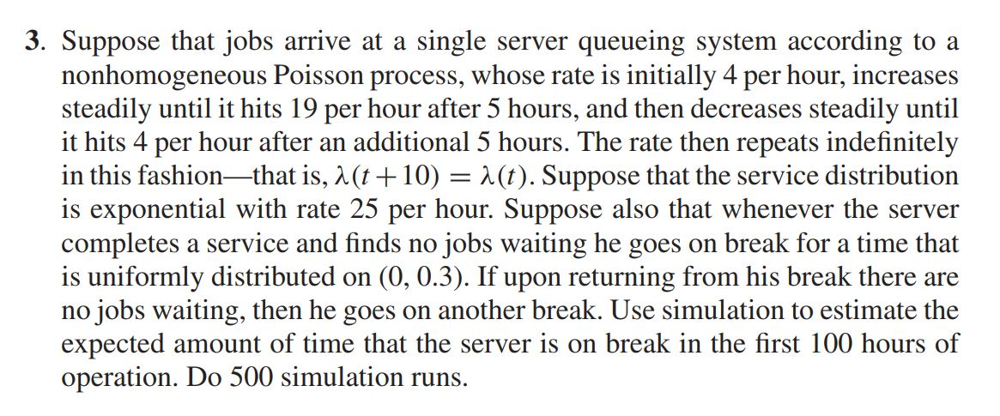 3. Suppose that jobs arrive at a single server queueing system according to a
nonhomogeneous Poisson process, whose rate is initially 4 per hour, increases
steadily until it hits 19 per hour after 5 hours, and then decreases steadily until
it hits 4 per hour after an additional 5 hours. The rate then repeats indefinitely
in this fashion—that is, λ(t + 10) = λ(t). Suppose that the service distribution
is exponential with rate 25 per hour. Suppose also that whenever the server
completes a service and finds no jobs waiting he goes on break for a time that
is uniformly distributed on (0, 0.3). If upon returning from his break there are
no jobs waiting, then he goes on another break. Use simulation to estimate the
expected amount of time that the server is on break in the first 100 hours of
operation. Do 500 simulation runs.